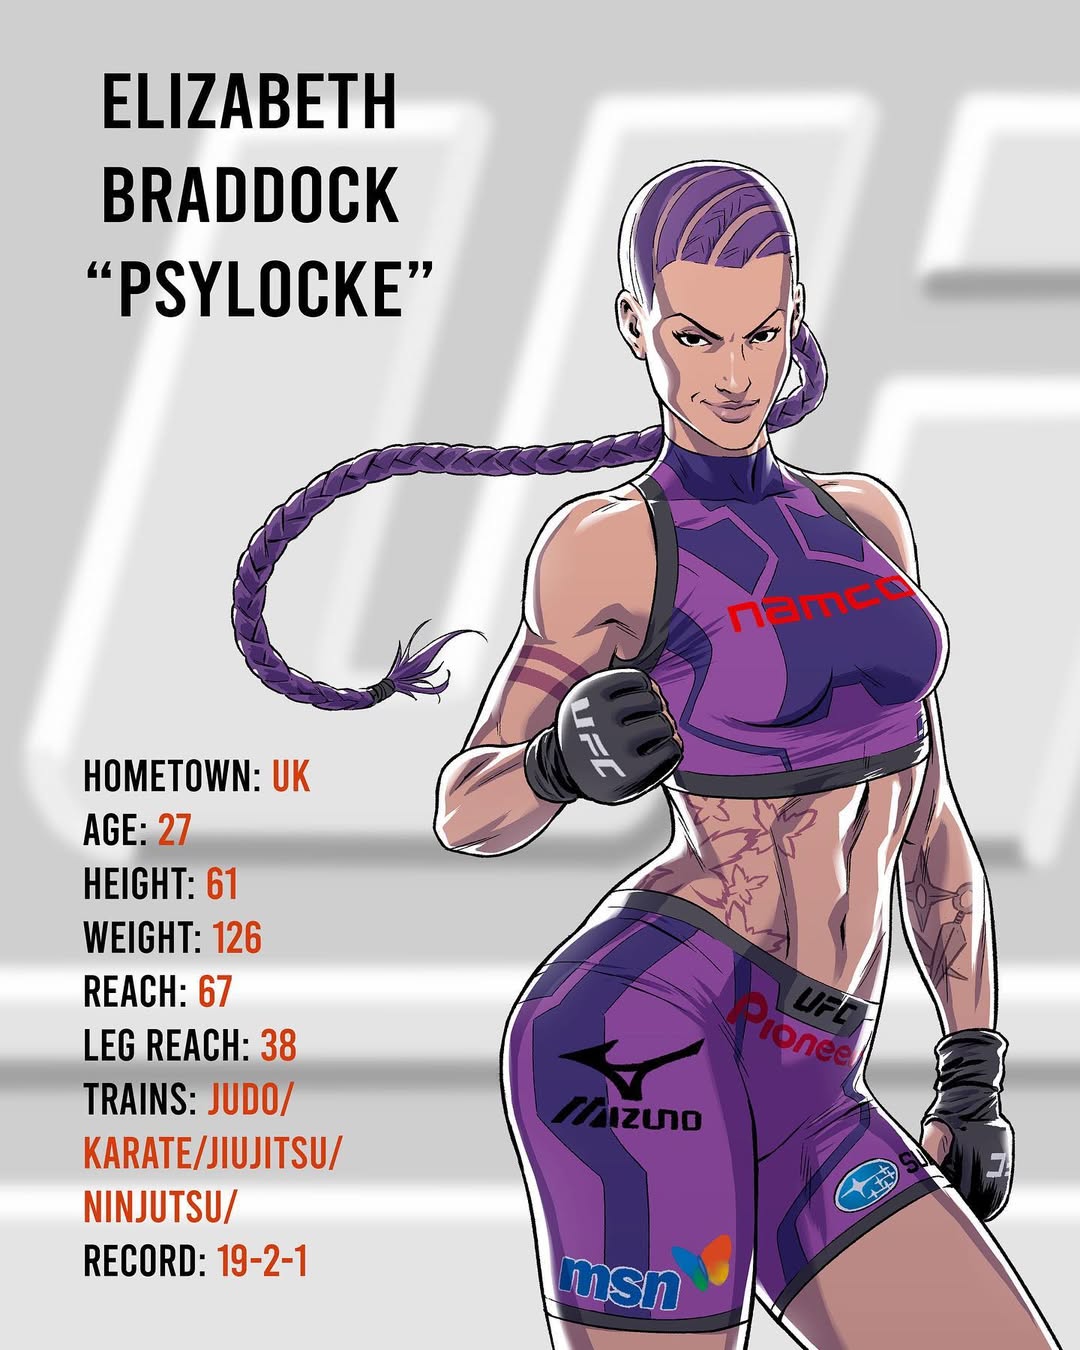 ELIZABETH
BRADDOCK
“PSYLOCKE”
namco
UFC
HOMETOWN: UK
AGE: 27
HEIGHT: 61
WEIGHT: 126
REACH: 67
LEG REACH: 38
TRAINS: JUDO/
KARATE/JIUJITSU/
NINJUTSU/
RECORD: 19-2-1
UFC
Pioneer
MIZUNO
msn